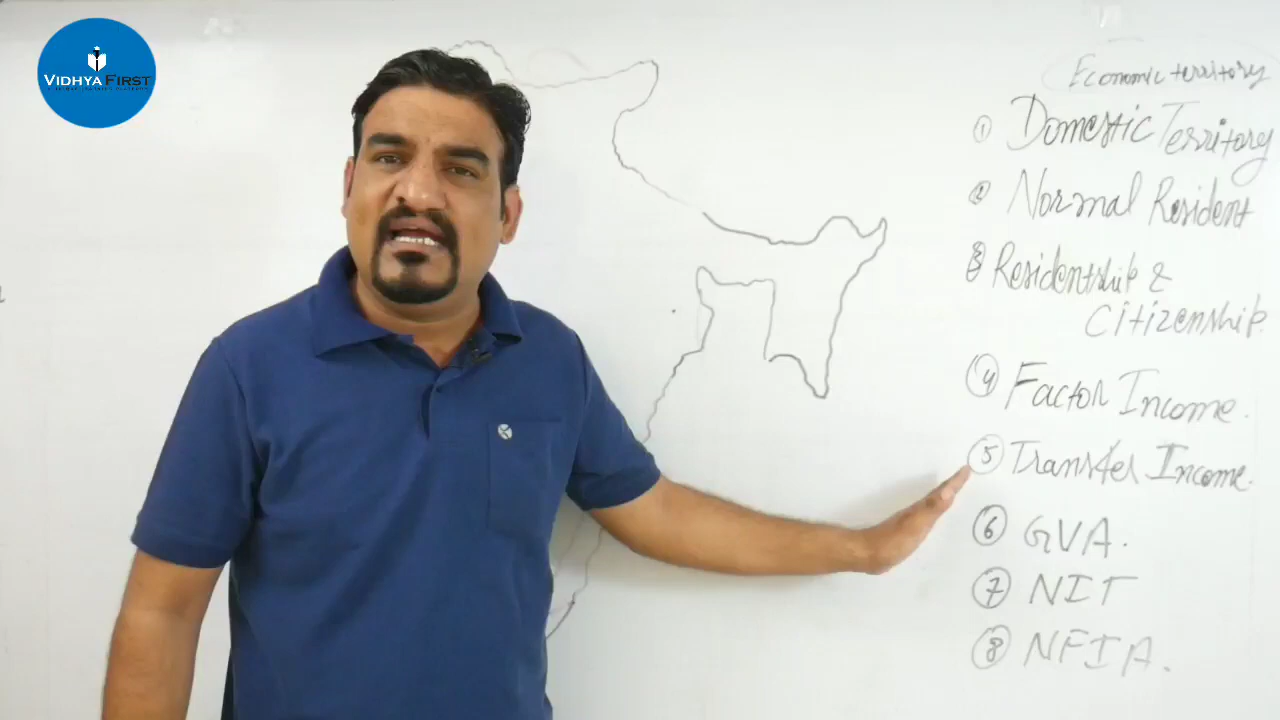 VIDHYA FIRST
Economic territory
① Domestic Territory
② Normal Resident
3 Residentship &
Citizenship.
④ Factor Income.
⑤ Transfer Income.
⑥ GVA.
⑦ NIT
⑧ NFIA.